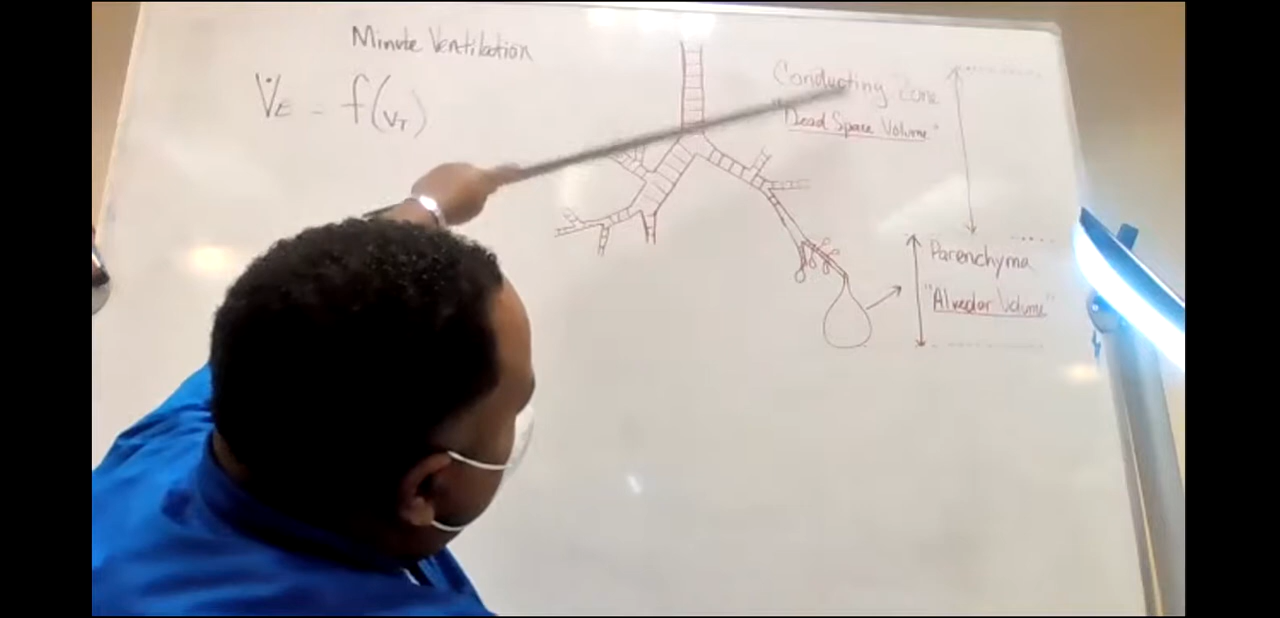 Minute Ventilation
V̇E = f(VT)
Conducting Zone
"Dead Space Volume"
Parenchyma
"Alveolar Volume"